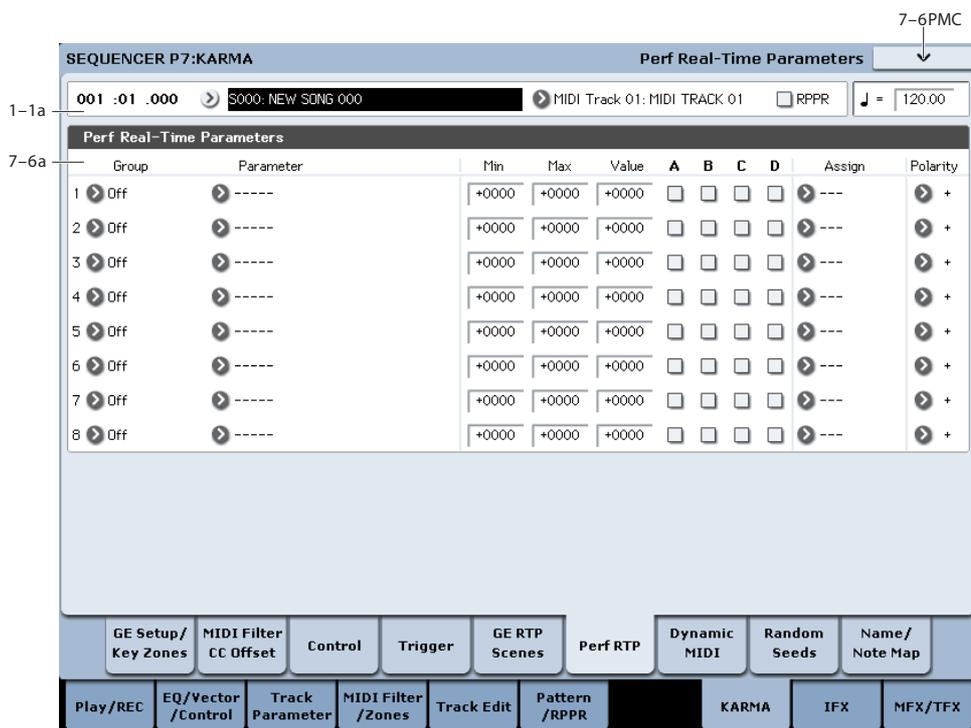 7-6PMC
SEQUENCER P7:KARMA Perf Real-Time Parameters
1-1a
001 :01 .000 S000: NEW SONG 000 MIDI Track 01: MIDI TRACK 01 RPPR ♩ = 120.00
Perf Real-Time Parameters
7-6a
Group Parameter Min Max Value A B C D Assign Polarity
1 Off ----- +0000 +0000 +0000 --- +
2 Off ----- +0000 +0000 +0000 --- +
3 Off ----- +0000 +0000 +0000 --- +
4 Off ----- +0000 +0000 +0000 --- +
5 Off ----- +0000 +0000 +0000 --- +
6 Off ----- +0000 +0000 +0000 --- +
7 Off ----- +0000 +0000 +0000 --- +
8 Off ----- +0000 +0000 +0000 --- +
GE Setup/
Key Zones
MIDI Filter
CC Offset
Control
Trigger
GE RTP
Scenes
Perf RTP
Dynamic
MIDI
Random
Seeds
Name/
Note Map
Play/REC
EQ/Vector
/Control
Track
Parameter
MIDI Filter
/Zones
Track Edit
Pattern
/RPPR
KARMA
IFX
MFX/TFX